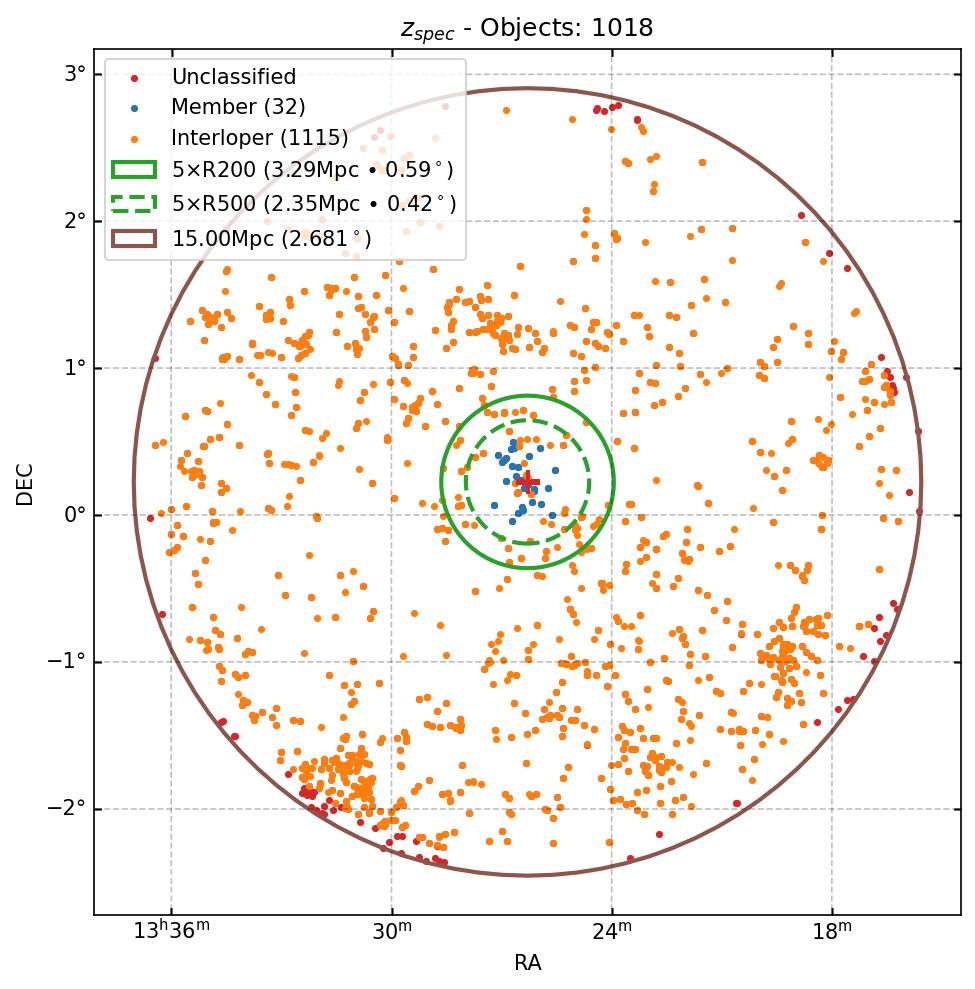 z_spec - Objects: 1018
Unclassified
Member (32)
Interloper (1115)
5×R200 (3.29Mpc • 0.59°)
5×R500 (2.35Mpc • 0.42°)
15.00Mpc (2.681°)
3°
2°
1°
0°
−1°
−2°
DEC
13ʰ36ᵐ 30ᵐ 24ᵐ 18ᵐ
RA